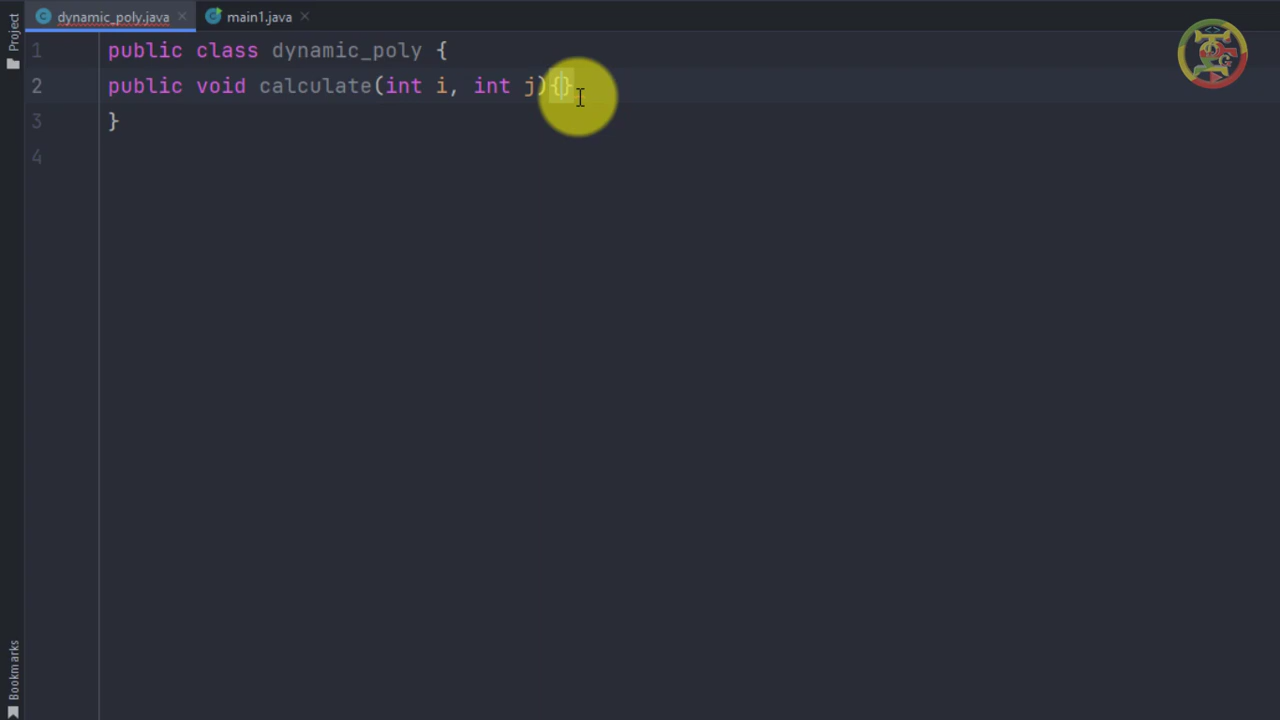 Project
dynamic_poly.java
main1.java
1 public class dynamic_poly {
2 public void calculate(int i, int j){}
3 }
4
Bookmarks